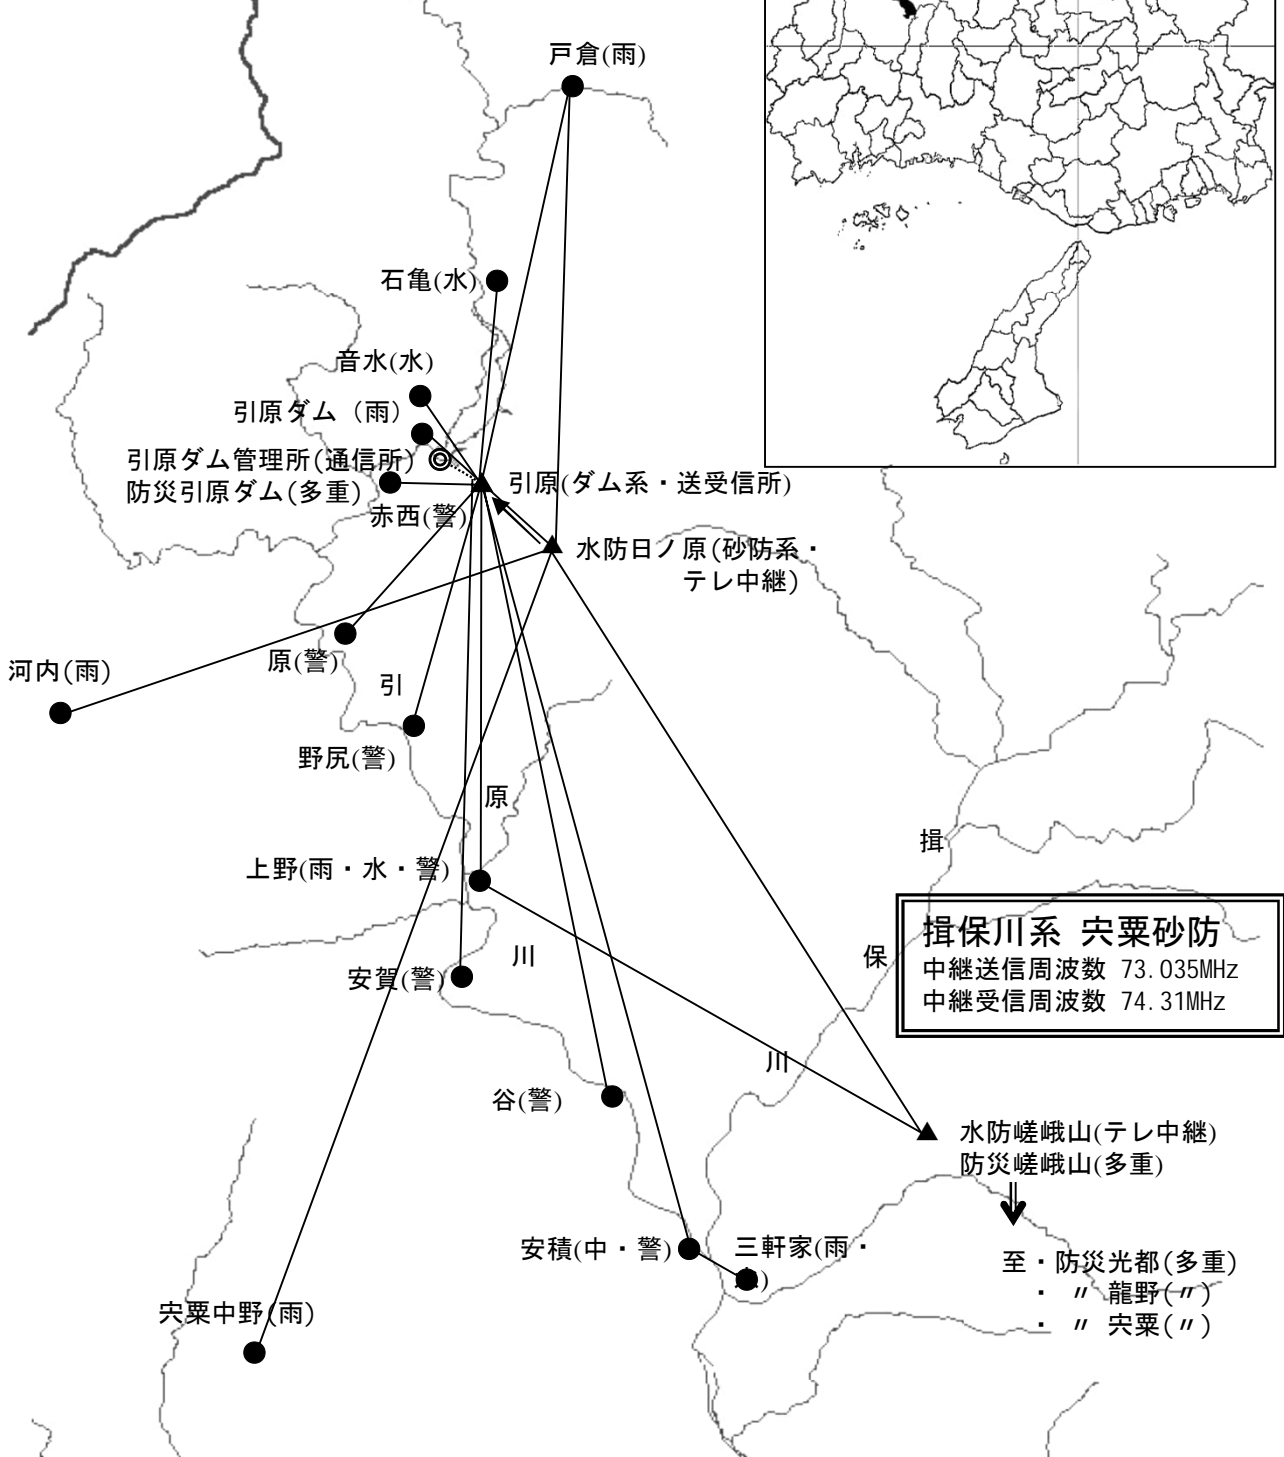 戸倉(雨)
石亀(水)
音水(水)
引原ダム（雨）
引原ダム管理所(通信所)
防災引原ダム(多重)
赤西(警)
引原(ダム系・送受信所)
水防日ノ原(砂防系・
テレ中継)
河内(雨)
原(警)
引
野尻(警)
原
揖
上野(雨・水・警)
揖保川系 宍粟砂防
中継送信周波数 73.035MHz
中継受信周波数 74.31MHz
川
保
安賀(警)
川
谷(警)
水防嵯峨山(テレ中継)
防災嵯峨山(多重)
安積(中・警)
三軒家(雨・
)
至・防災光都(多重)
・ 〃 龍野(〃)
・ 〃 宍粟(〃)
宍粟中野(雨)